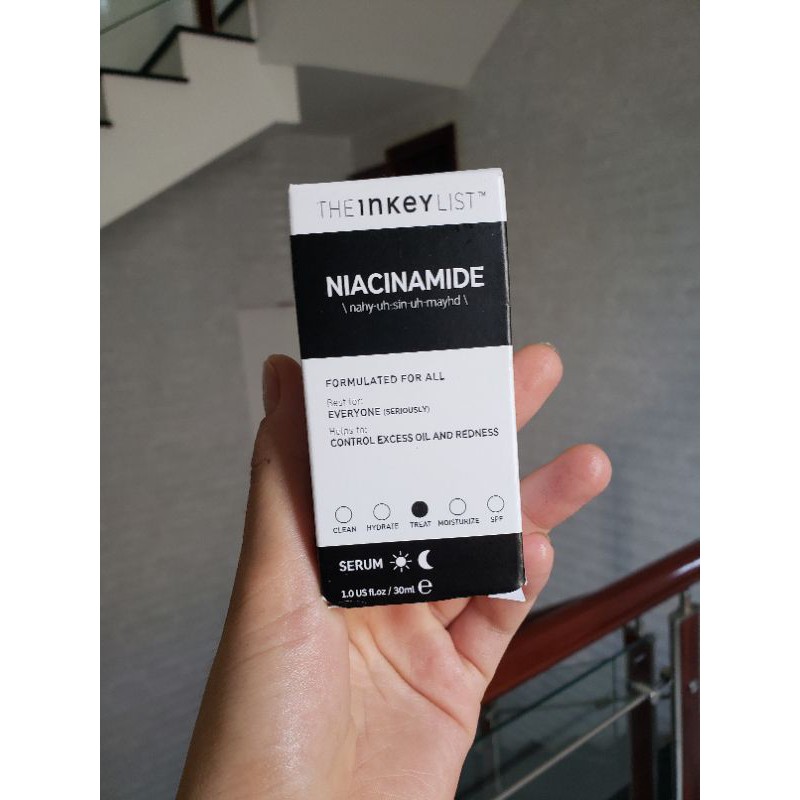 THE INKEY LIST™
NIACINAMIDE
\ nahy-uh-sin-uh-mayhd \
FORMULATED FOR ALL
Best for:
EVERYONE (SERIOUSLY)
Helps to:
CONTROL EXCESS OIL AND REDNESS
CLEAN HYDRATE TREAT MOISTURIZE SPF
SERUM
1.0 US fl.oz / 30ml ℮